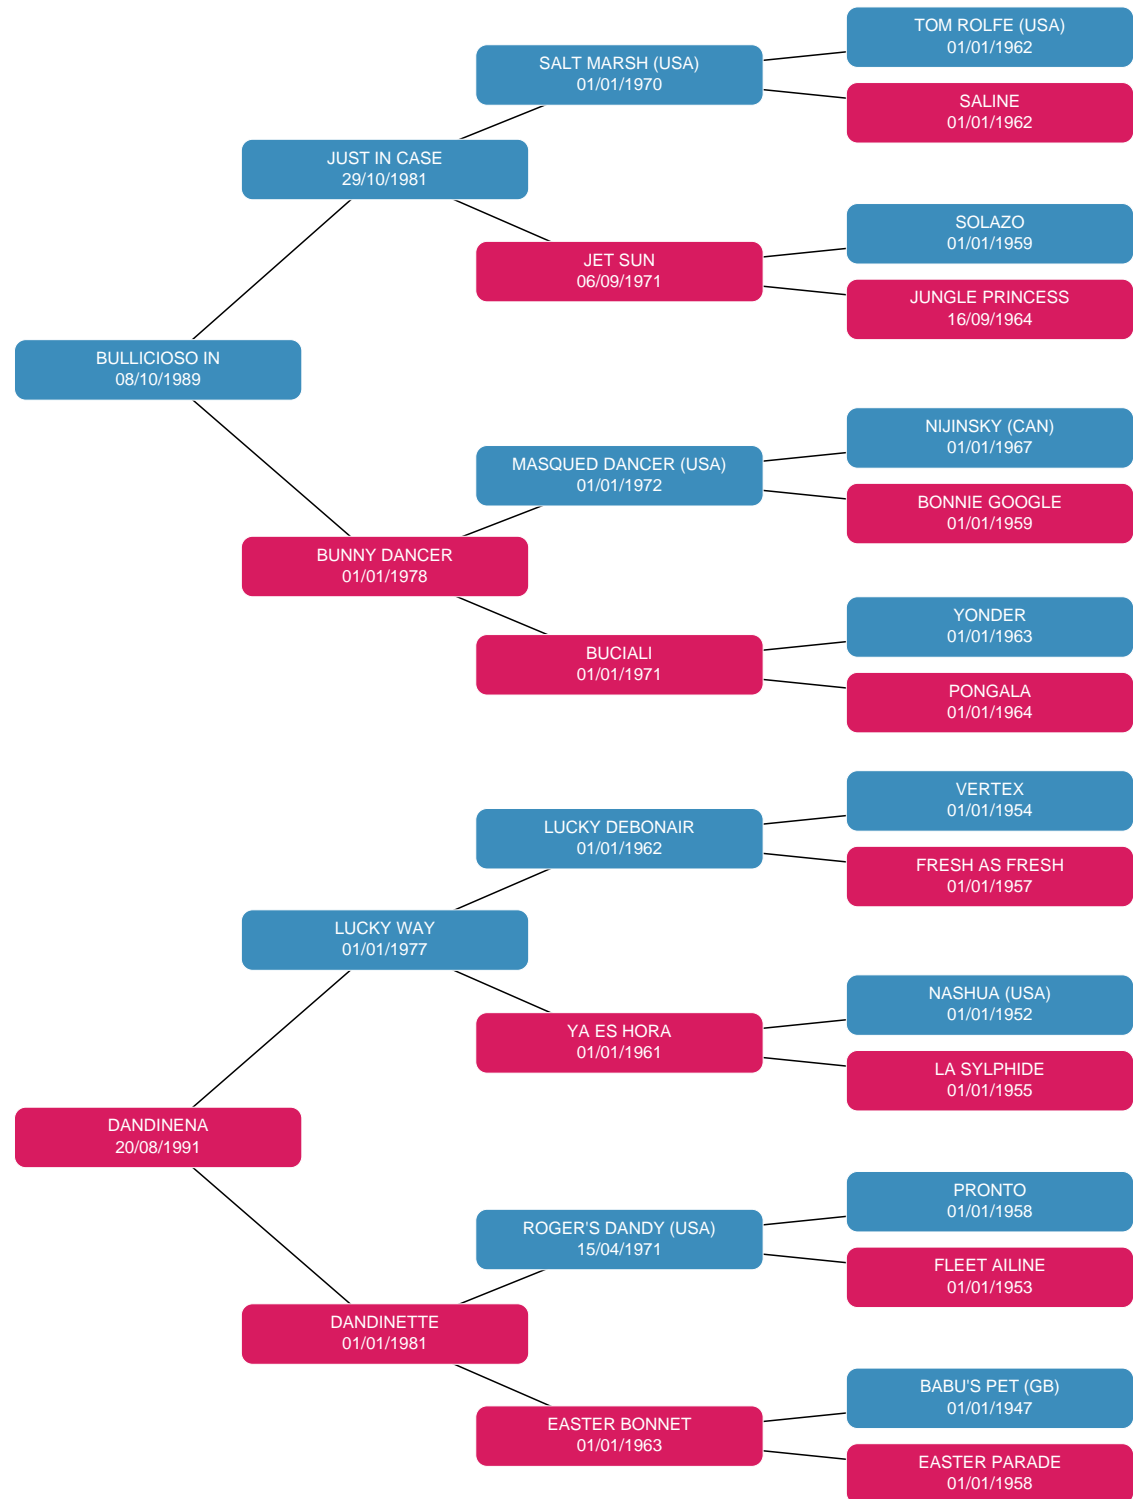 TOM ROLFE (USA)
01/01/1962
SALT MARSH (USA)
01/01/1970
SALINE
01/01/1962
JUST IN CASE
29/10/1981
SOLAZO
01/01/1959
JET SUN
06/09/1971
JUNGLE PRINCESS
16/09/1964
BULLICIOSO IN
08/10/1989
NIJINSKY (CAN)
01/01/1967
MASQUED DANCER (USA)
01/01/1972
BONNIE GOOGLE
01/01/1959
BUNNY DANCER
01/01/1978
YONDER
01/01/1963
BUCIALI
01/01/1971
PONGALA
01/01/1964
VERTEX
01/01/1954
LUCKY DEBONAIR
01/01/1962
FRESH AS FRESH
01/01/1957
LUCKY WAY
01/01/1977
NASHUA (USA)
01/01/1952
YA ES HORA
01/01/1961
LA SYLPHIDE
01/01/1955
DANDINENA
20/08/1991
PRONTO
01/01/1958
ROGER'S DANDY (USA)
15/04/1971
FLEET AILINE
01/01/1953
DANDINETTE
01/01/1981
BABU'S PET (GB)
01/01/1947
EASTER BONNET
01/01/1963
EASTER PARADE
01/01/1958